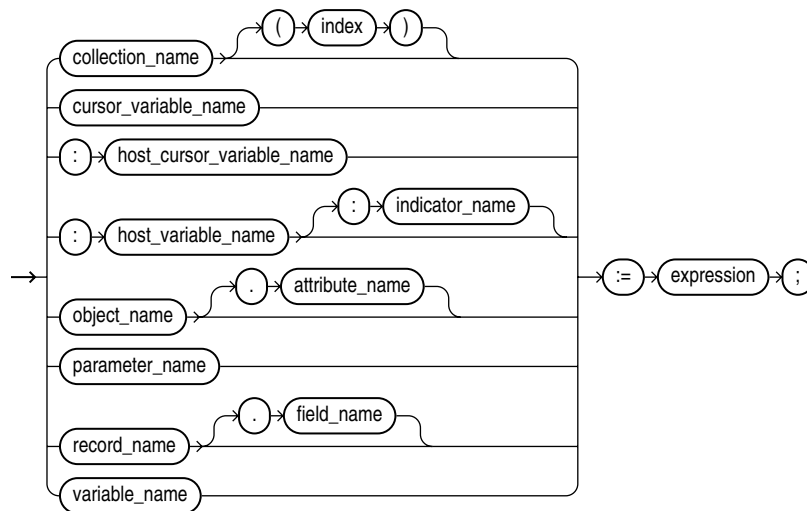 ( index )
collection_name
cursor_variable_name
: host_cursor_variable_name
: indicator_name
: host_variable_name
:= expression ;
. attribute_name
object_name
parameter_name
. field_name
record_name
variable_name